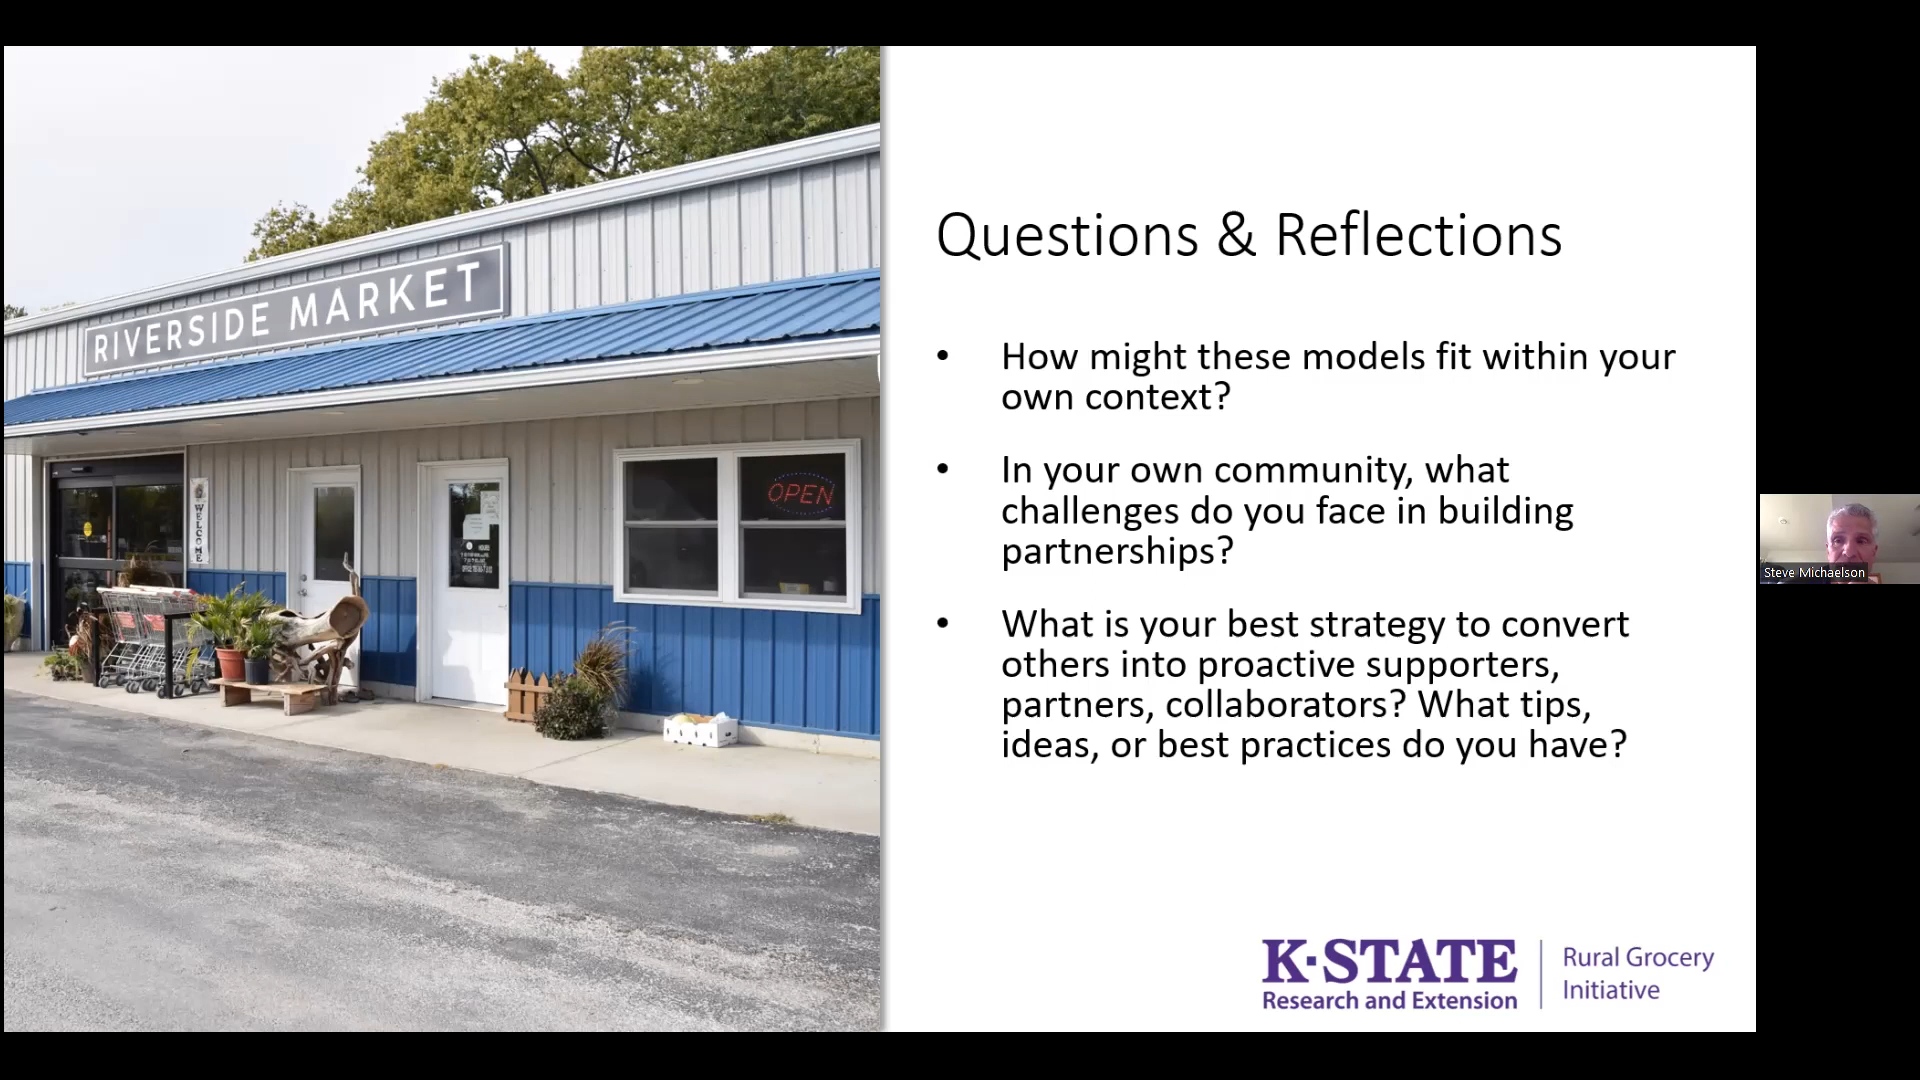 RIVERSIDE MARKET
WELCOME
OPEN
HOURS
Questions & Reflections
• How might these models fit within your
own context?
• In your own community, what
challenges do you face in building
partnerships?
• What is your best strategy to convert
others into proactive supporters,
partners, collaborators? What tips,
ideas, or best practices do you have?
K-STATE
Research and Extension
Rural Grocery
Initiative
Steve Michaelson